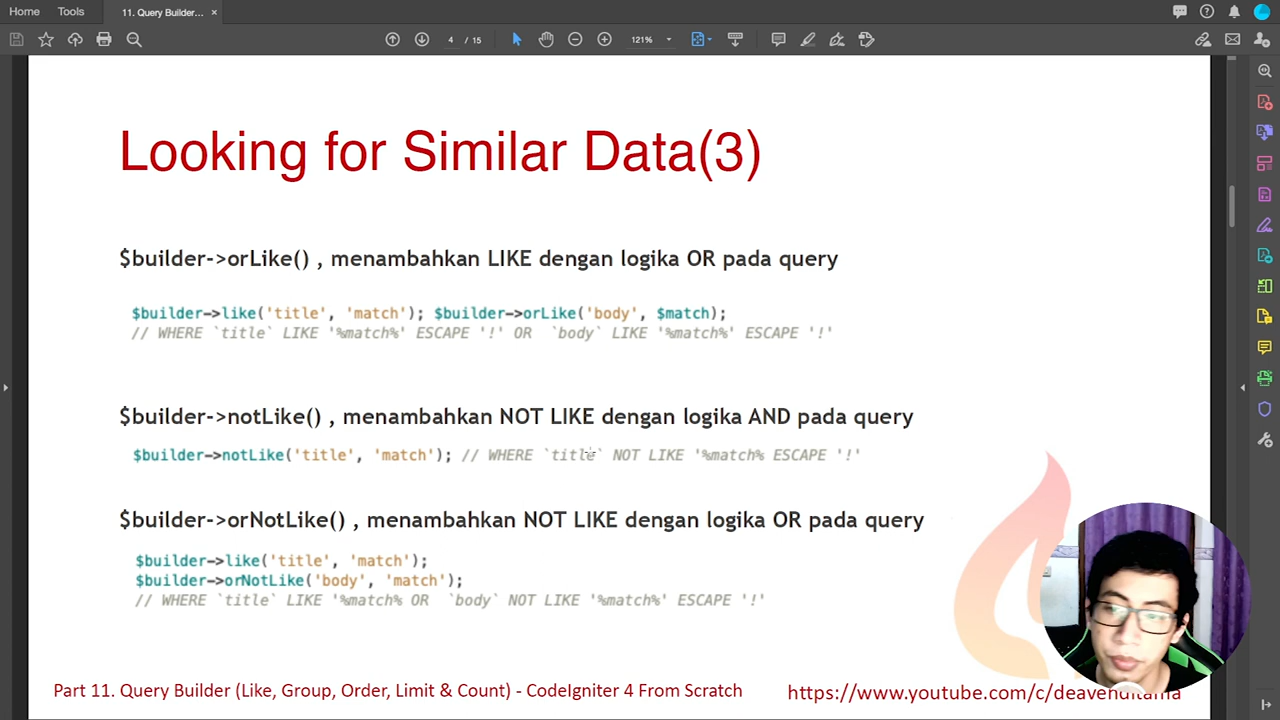 Home Tools 11. Query Builder... ×
4 / 15 121%
Looking for Similar Data(3)
$builder->orLike() , menambahkan LIKE dengan logika OR pada query
$builder->like('title', 'match'); $builder->orLike('body', $match);
// WHERE `title` LIKE '%match%' ESCAPE '!' OR `body` LIKE '%match%' ESCAPE '!'
$builder->notLike() , menambahkan NOT LIKE dengan logika AND pada query
$builder->notLike('title', 'match'); // WHERE `title` NOT LIKE '%match% ESCAPE '!'
$builder->orNotLike() , menambahkan NOT LIKE dengan logika OR pada query
$builder->like('title', 'match');
$builder->orNotLike('body', 'match');
// WHERE `title` LIKE '%match% OR `body` NOT LIKE '%match%' ESCAPE '!'
Part 11. Query Builder (Like, Group, Order, Limit & Count) - CodeIgniter 4 From Scratch
https://www.youtube.com/c/deavenditama